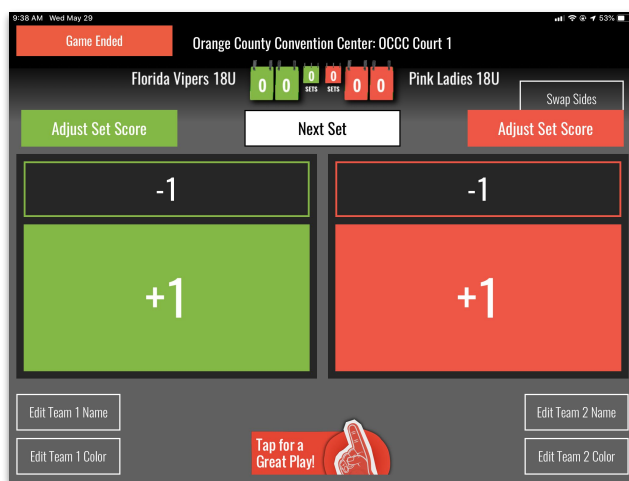 9:38 AM Wed May 29
53%
Game Ended
Orange County Convention Center: OCCC Court 1
Florida Vipers 18U
0 0
0
SETS
0
SETS
0 0
Pink Ladies 18U
Swap Sides
Adjust Set Score
Next Set
Adjust Set Score
-1
-1
+1
+1
Edit Team 1 Name
Edit Team 2 Name
Tap for a
Great Play!
Edit Team 1 Color
Edit Team 2 Color